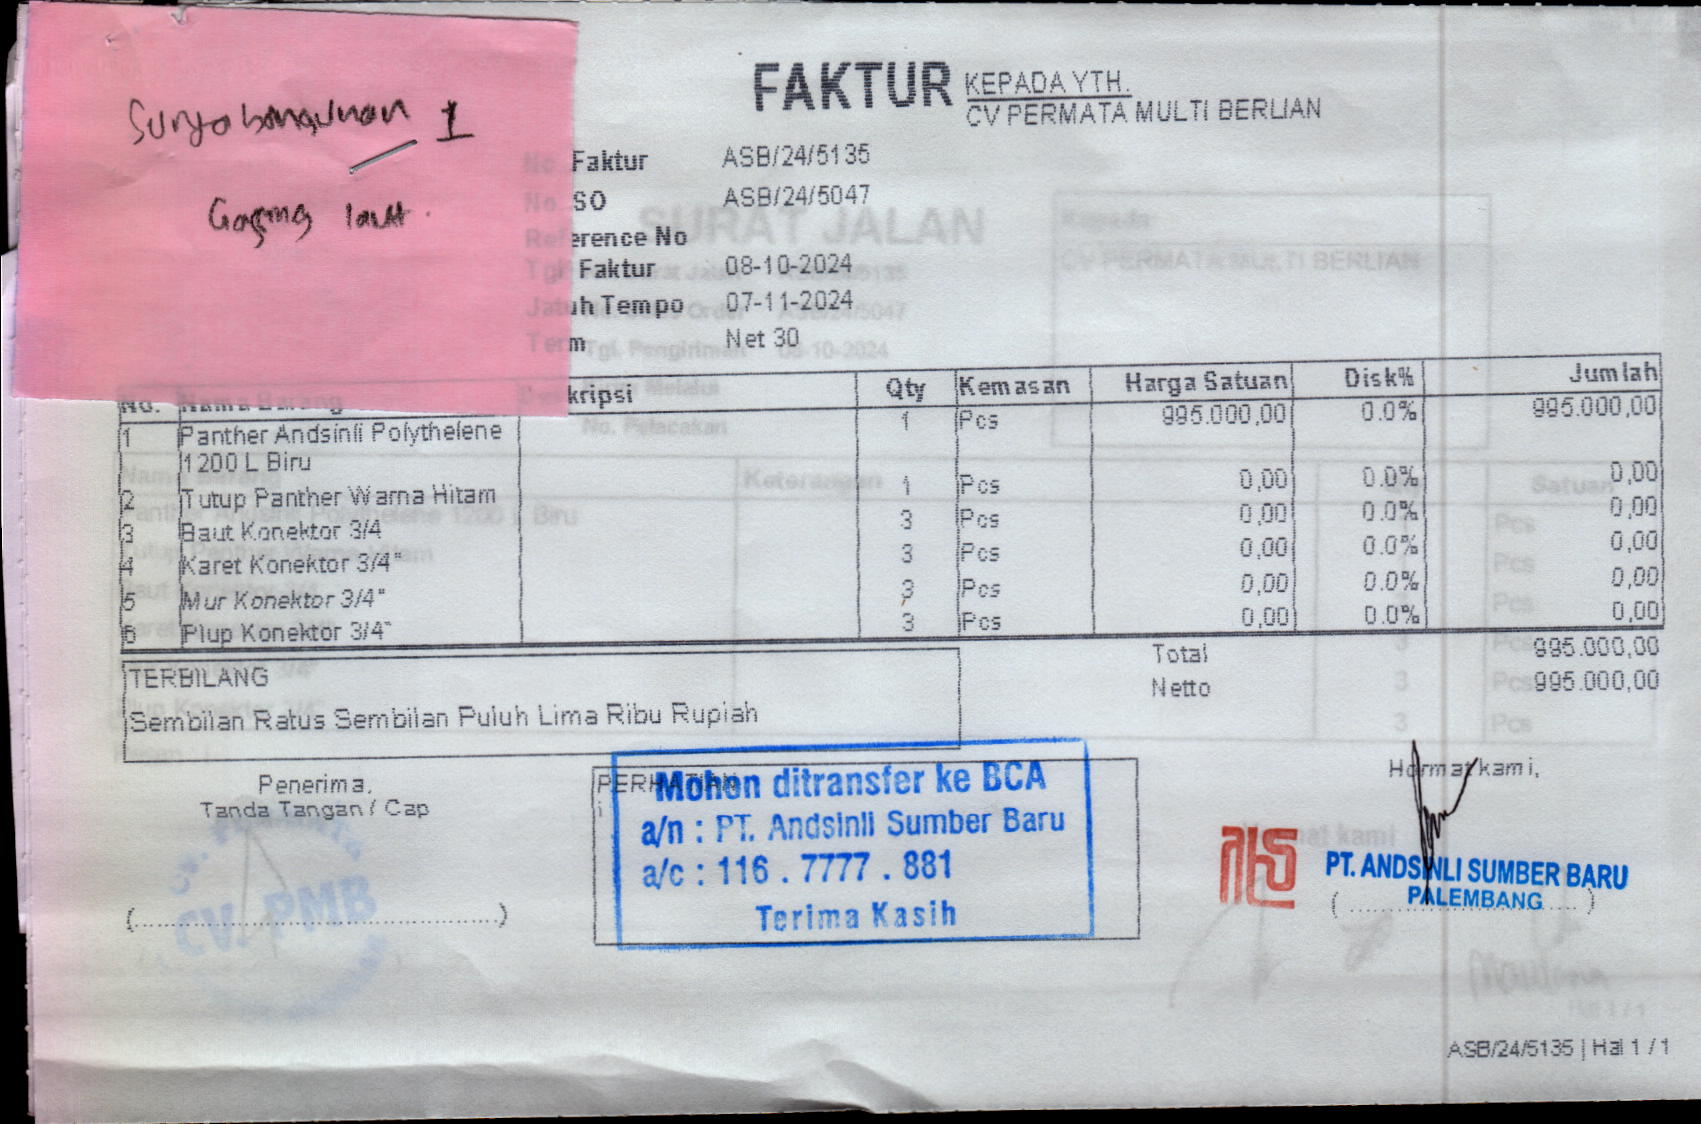 FAKTUR
KEPADA YTH.
CV PERMATA MULTI BERLIAN
1
No. Faktur ASB/24/5135
No. SO ASB/24/5047
Reference No
Tgl Faktur 08-10-2024
Jatuh Tempo 07-11-2024
Term Net 30
No. Nama Barang Deskripsi Qty Kemasan Harga Satuan Disk% Jumlah
1 Panther Andsinli Polythelene 1 Pcs 995.000,00 0.0% 995.000,00
1200 L Biru
2 Tutup Panther Warna Hitam 1 Pcs 0,00 0.0% 0,00
3 Baut Konektor 3/4 3 Pcs 0,00 0.0% 0,00
4 Karet Konektor 3/4" 3 Pcs 0,00 0.0% 0,00
5 Mur Konektor 3/4" 3 Pcs 0,00 0.0% 0,00
6 Plup Konektor 3/4" 3 Pcs 0,00 0.0% 0,00
Total 995.000,00
Netto 995.000,00
TERBILANG
Sembilan Ratus Sembilan Puluh Lima Ribu Rupiah
Penerima,
Tanda Tangan / Cap
CV. PMB
PERHATIAN
Mohon ditransfer ke BCA
a/n : PT. Andsinli Sumber Baru
a/c : 116 . 7777 . 881
Terima Kasih
Hormat kami,
PT. ANDSINLI SUMBER BARU
PALEMBANG
ASB/24/5135 | Hal 1 / 1
SURAT JALAN
Kepada
CV PERMATA MULTI BERLIAN